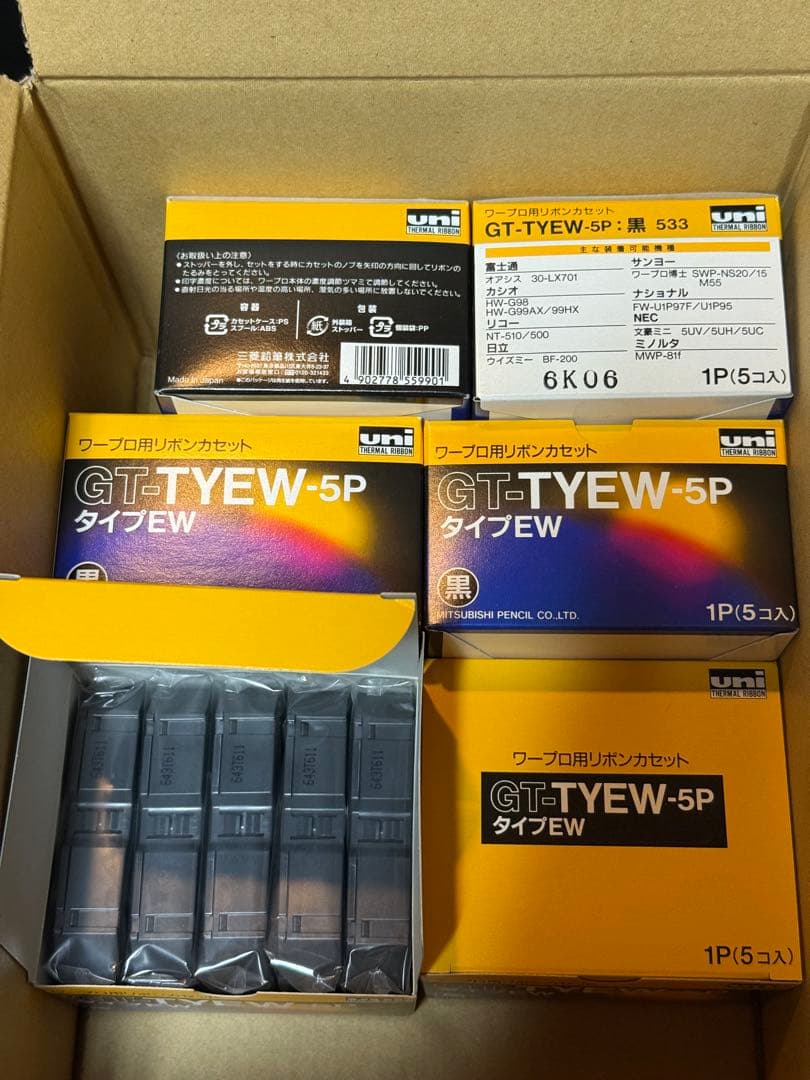 uni
THERMAL RIBBON
〈お取扱い上の注意〉
●ストッパーを外し、セットをする時にカセットのノブを矢印の方向に回してリボンの
たるみをとってください。
●印字濃度については、ワープロ本体の濃度調節ツマミで調節してください。
●直射日光の当る場所や温度の高い場所、湿気の多い場所に放置しないでください。
容器
包装
プラ
カセットケース:PS
スプール:ABS
紙
外装箱
ストッパー
プラ
個装袋:PP
三菱鉛筆株式会社
Made in Japan
4 902778 559901
ワープロ用リボンカセット
GT-TYEW-5P:黒 533
uni
THERMAL RIBBON
主な装着可能機種
富士通
オアシス 30-LX701
カシオ
HW-G98
HW-G99AX/99HX
リコー
NT-510/500
日立
ウイズミー BF-200
サンヨー
ワープロ博士 SWP-NS20/15
M55
ナショナル
FW-U1P97F/U1P95
NEC
文豪ミニ 5UV/5UH/5UC
ミノルタ
MWP-81f
6K06
1P(5コ入)
ワープロ用リボンカセット
uni
THERMAL RIBBON
GT-TYEW-5P
タイプEW
黒
ワープロ用リボンカセット
uni
THERMAL RIBBON
GT-TYEW-5P
タイプEW
黒
MITSUBISHI PENCIL CO.,LTD.
1P(5コ入)
643T611
643T611
643T611
643T611
643T611
uni
THERMAL RIBBON
ワープロ用リボンカセット
GT-TYEW-5P
タイプEW
1P(5コ入)